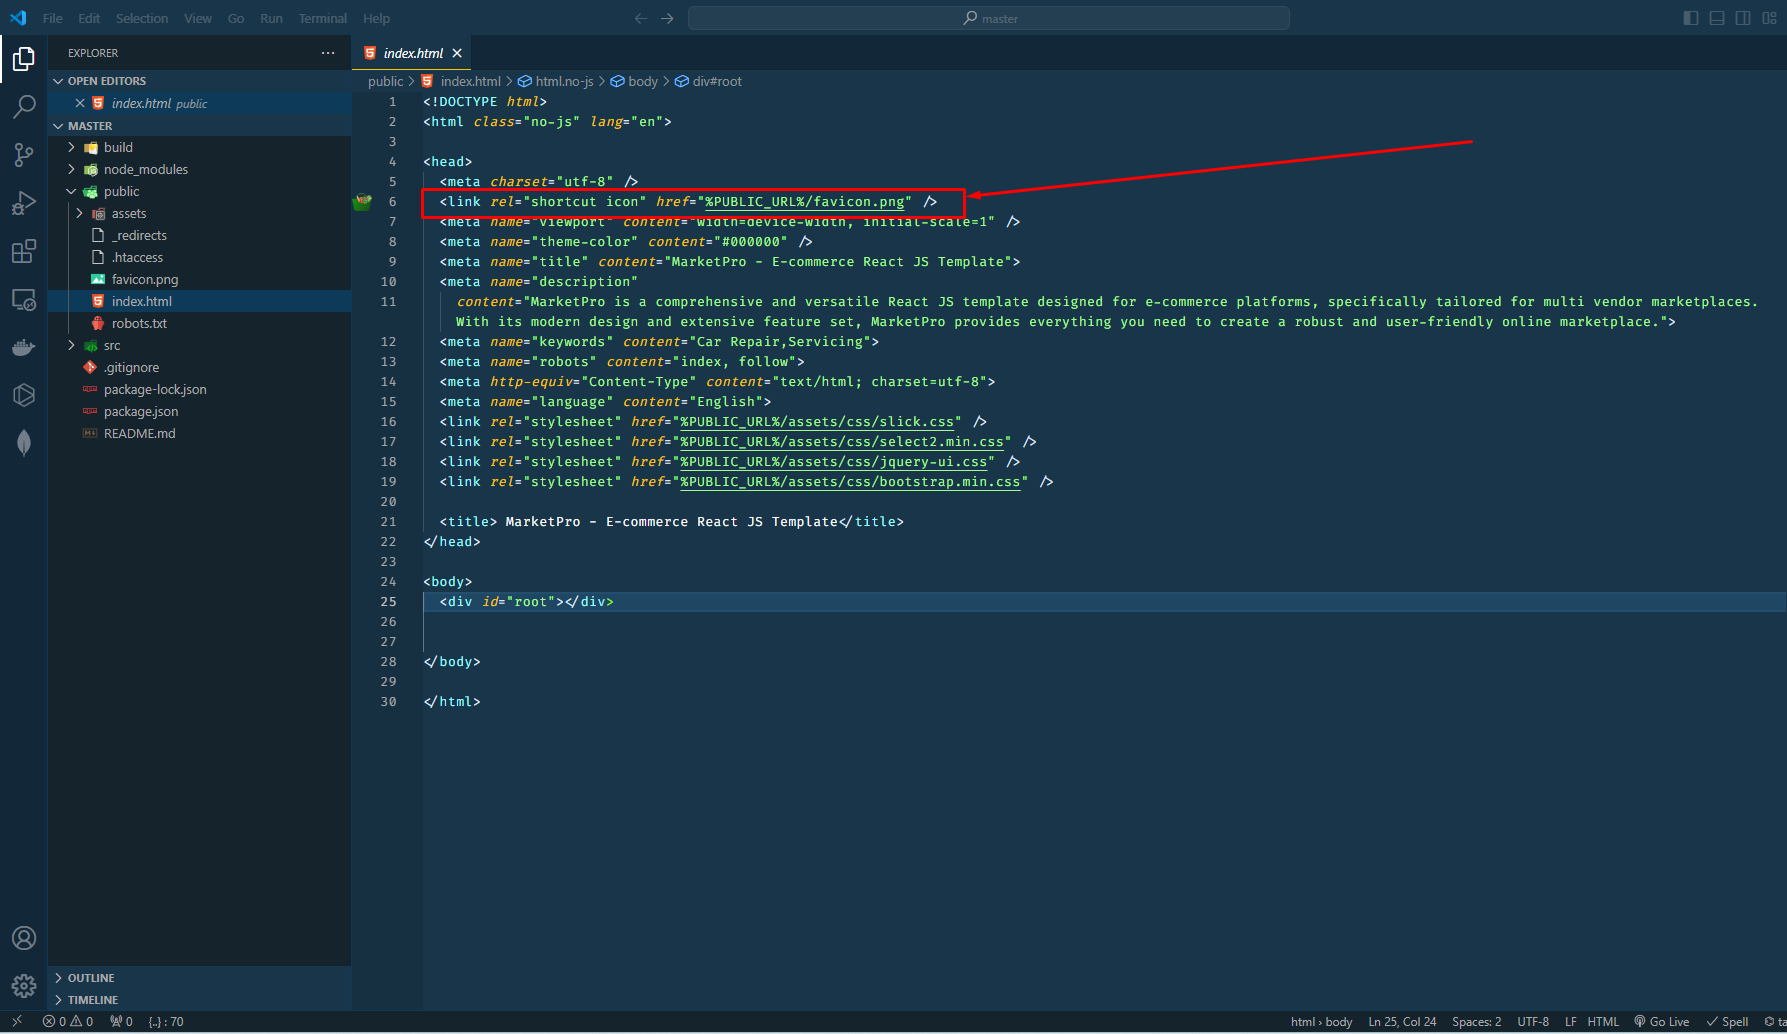 File Edit Selection View Go Run Terminal Help
master
EXPLORER
OPEN EDITORS
index.html public
MASTER
build
node_modules
public
assets
_redirects
.htaccess
favicon.png
index.html
robots.txt
src
.gitignore
package-lock.json
package.json
README.md
OUTLINE
TIMELINE
index.html
public > index.html > html.no-js > body > div#root
1 <!DOCTYPE html>
2 <html class="no-js" lang="en">
3
4 <head>
5 <meta charset="utf-8" />
6 <link rel="shortcut icon" href="%PUBLIC_URL%/favicon.png" />
7 <meta name="viewport" content="width=device-width, initial-scale=1" />
8 <meta name="theme-color" content="#000000" />
9 <meta name="title" content="MarketPro - E-commerce React JS Template">
10 <meta name="description"
11 content="MarketPro is a comprehensive and versatile React JS template designed for e-commerce platforms, specifically tailored for multi vendor marketplaces.
With its modern design and extensive feature set, MarketPro provides everything you need to create a robust and user-friendly online marketplace.">
12 <meta name="keywords" content="Car Repair,Servicing">
13 <meta name="robots" content="index, follow">
14 <meta http-equiv="Content-Type" content="text/html; charset=utf-8">
15 <meta name="language" content="English">
16 <link rel="stylesheet" href="%PUBLIC_URL%/assets/css/slick.css" />
17 <link rel="stylesheet" href="%PUBLIC_URL%/assets/css/select2.min.css" />
18 <link rel="stylesheet" href="%PUBLIC_URL%/assets/css/jquery-ui.css" />
19 <link rel="stylesheet" href="%PUBLIC_URL%/assets/css/bootstrap.min.css" />
20
21 <title> MarketPro - E-commerce React JS Template</title>
22 </head>
23
24 <body>
25 <div id="root"></div>
26
27
28 </body>
29
30 </html>
0 0 0 {..} : 70
html › body Ln 25, Col 24 Spaces: 2 UTF-8 LF HTML Go Live Spell